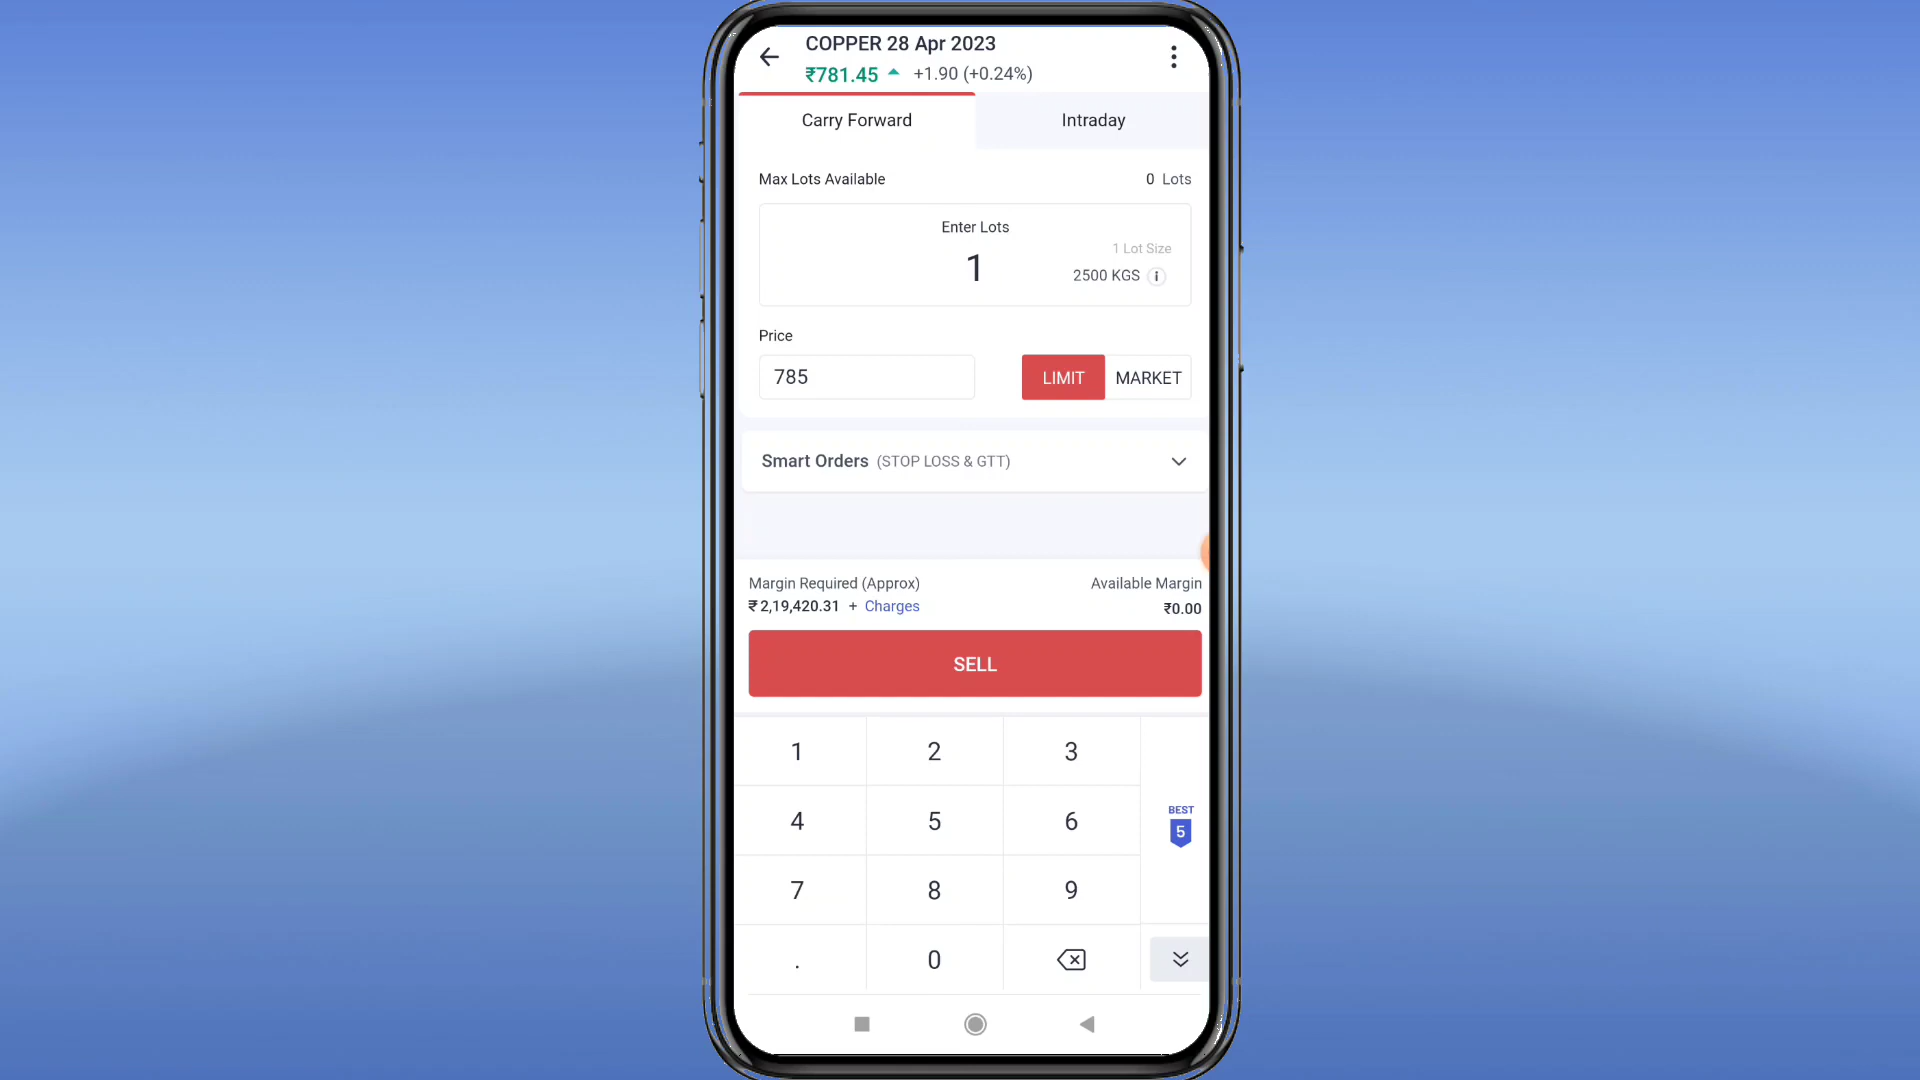 COPPER 28 Apr 2023
₹781.45 +1.90 (+0.24%)
Carry Forward Intraday
Max Lots Available 0 Lots
Enter Lots
1 Lot Size
1
2500 KGS
Price
785 LIMIT MARKET
Smart Orders (STOP LOSS & GTT)
Margin Required (Approx) Available Margin
₹2,19,420.31 + Charges ₹0.00
SELL
1 2 3
BEST
4 5 6 5
7 8 9
. 0